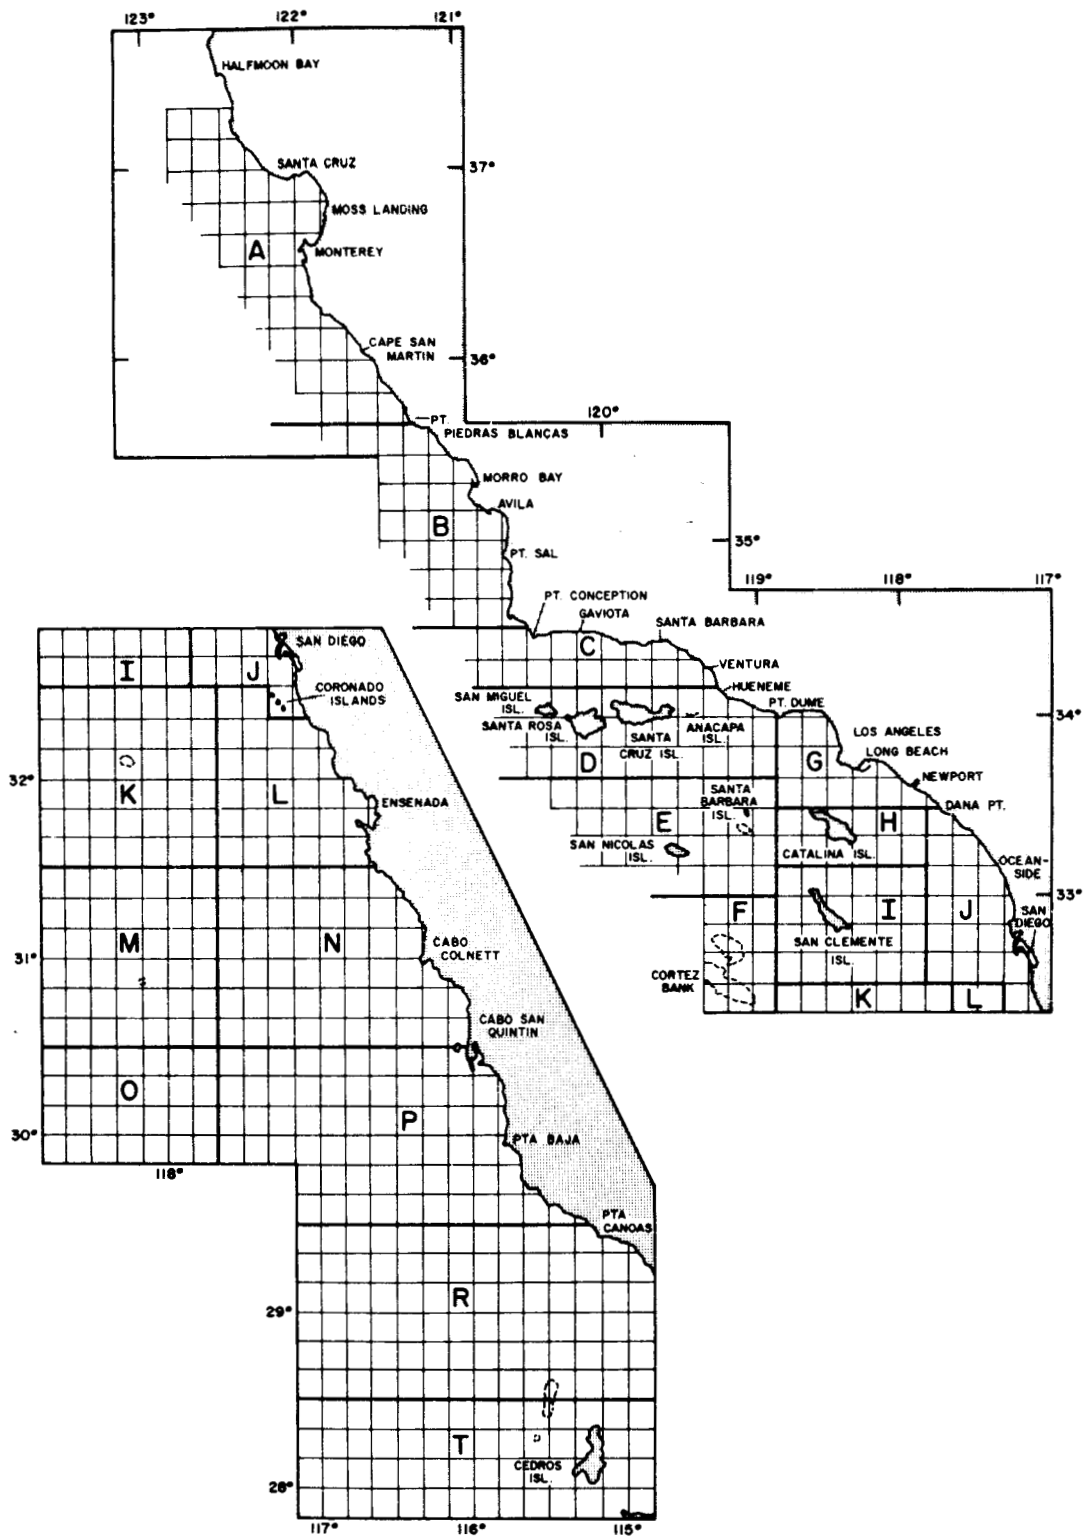 123°
122°
121°
HALFMOON BAY
SANTA CRUZ
37°
MOSS LANDING
A
MONTEREY
CAPE SAN
MARTIN
36°
PT.
PIEDRAS BLANCAS
120°
MORRO BAY
AVILA
B
35°
PT. SAL
119°
118°
117°
PT. CONCEPTION
GAVIOTA
SANTA BARBARA
C
VENTURA
HUENEME
SAN MIGUEL
ISL.
SANTA ROSA
ISL.
SANTA
CRUZ ISL.
ANACAPA
ISL.
PT. DUME
34°
LOS ANGELES
LONG BEACH
D
G
NEWPORT
SANTA
BARBARA
ISL.
DANA PT.
E
H
SAN NICOLAS
ISL.
CATALINA ISL.
OCEAN-
SIDE
33°
F
I
J
SAN
DIEGO
SAN CLEMENTE
ISL.
CORTEZ
BANK
K
L
SAN DIEGO
I
J
CORONADO
ISLANDS
32°
K
L
ENSENADA
M
N
31°
CABO
COLNETT
CABO SAN
QUINTIN
O
P
30°
PTA BAJA
118°
PTA
CANOAS
R
29°
T
CEDROS
ISL.
28°
117°
116°
115°